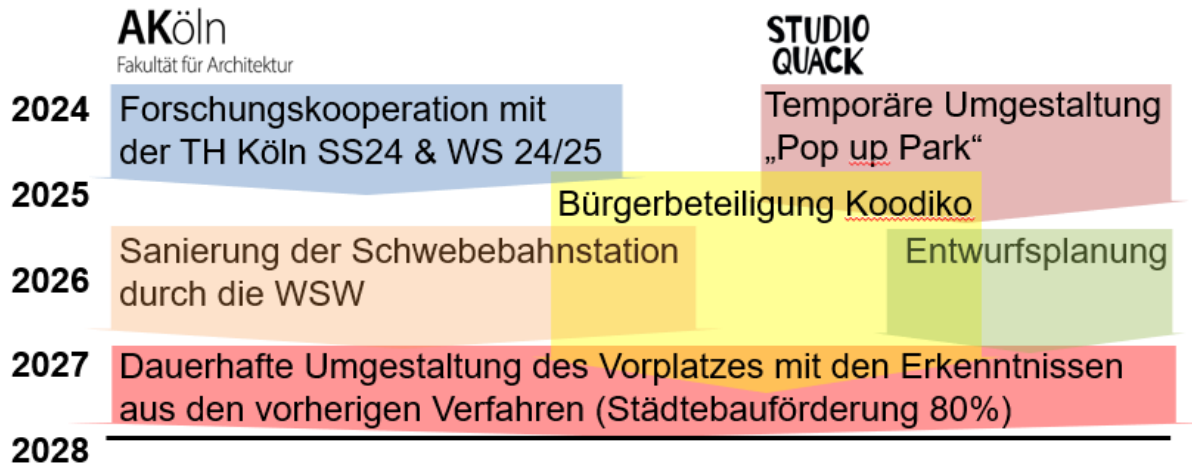 AKöln
Fakultät für Architektur
STUDIO
QUACK
2024
Forschungskooperation mit
der TH Köln SS24 & WS 24/25
Temporäre Umgestaltung
„Pop up Park“
2025
Bürgerbeteiligung Koodiko
Sanierung der Schwebebahnstation
durch die WSW
Entwurfsplanung
2026
2027
Dauerhafte Umgestaltung des Vorplatzes mit den Erkenntnissen
aus den vorherigen Verfahren (Städtebauförderung 80%)
2028